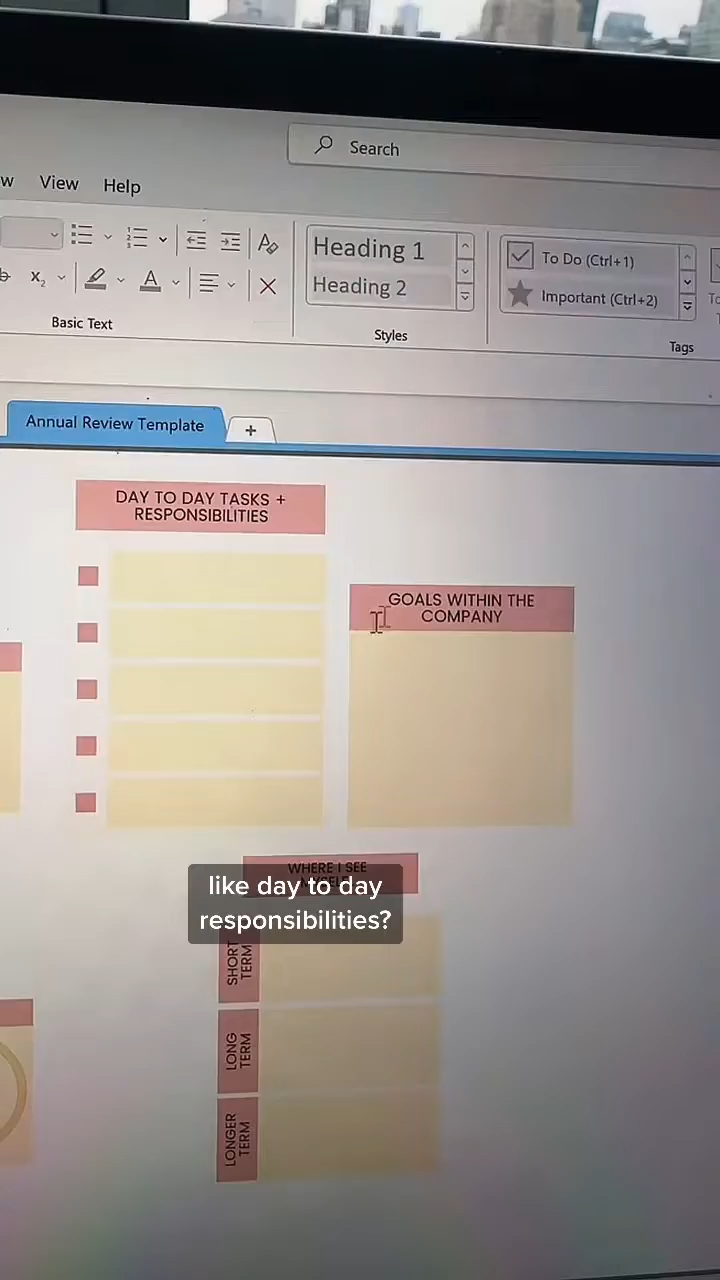 Search
w View Help
Heading 1
To Do (Ctrl+1)
Heading 2
Important (Ctrl+2)
Basic Text
Styles
Tags
Annual Review Template
+
DAY TO DAY TASKS +
RESPONSIBILITIES
GOALS WITHIN THE
COMPANY
WHERE I SEE
like day to day
responsibilities?
SHORT
TERM
LONG
TERM
LONGER
TERM